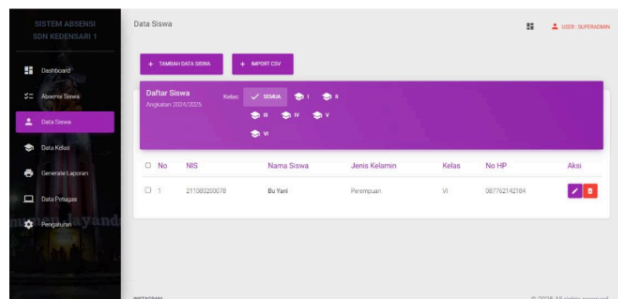 SISTEM ABSENSI
SDN KEDENSARI 1
Dashboard
Absensi Siswa
Data Siswa
Data Kelas
Generate Laporan
Data Petugas
Pengaturan
Data Siswa
USER : SUPERADMIN
+ TAMBAH DATA SISWA
+ IMPORT CSV
Daftar Siswa
Angkatan 2024/2025
Kelas:
SEMUA
I
II
III
IV
V
VI
No NIS Nama Siswa Jenis Kelamin Kelas No HP Aksi
1 211080200078 Bu Yani Perempuan VI 087762142184